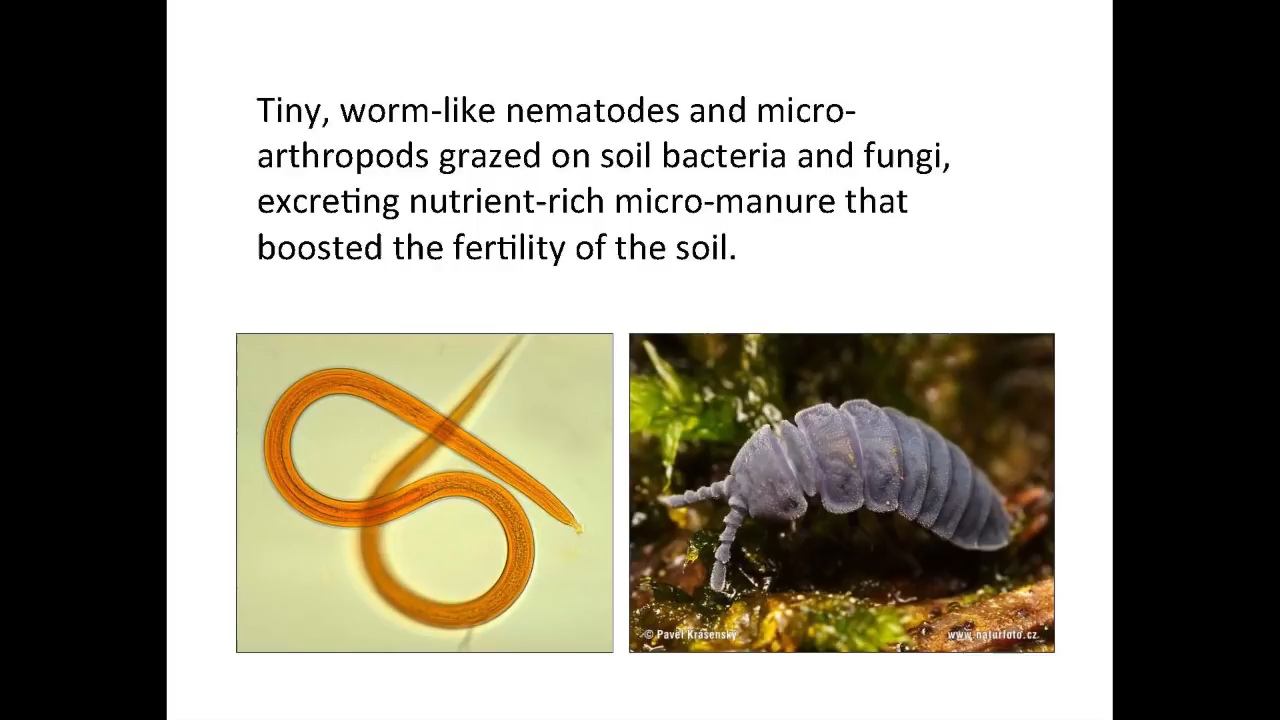 Tiny, worm-like nematodes and micro-
arthropods grazed on soil bacteria and fungi,
excreting nutrient-rich micro-manure that
boosted the fertility of the soil.
© Pavel Krásenský
www.naturfoto.cz